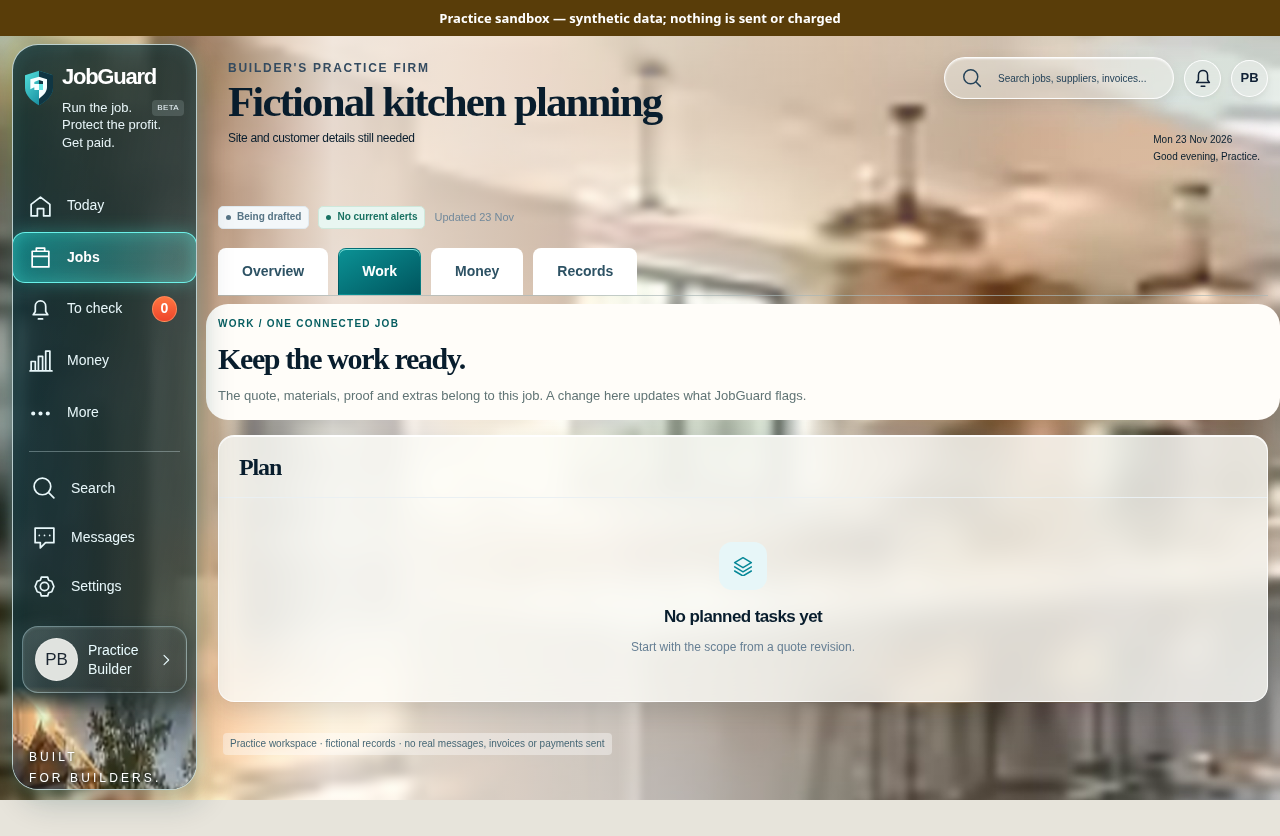 Practice sandbox — synthetic data; nothing is sent or charged
JobGuard
Run the job.
BETA
Protect the profit.
Get paid.
Today
Jobs
To check
0
Money
More
Search
Messages
Settings
PB
Practice
Builder
BUILT
FOR BUILDERS.
BUILDER'S PRACTICE FIRM
Fictional kitchen planning
Site and customer details still needed
Search jobs, suppliers, invoices...
PB
Mon 23 Nov 2026
Good evening, Practice.
Being drafted
No current alerts
Updated 23 Nov
Overview
Work
Money
Records
WORK / ONE CONNECTED JOB
Keep the work ready.
The quote, materials, proof and extras belong to this job. A change here updates what JobGuard flags.
Plan
No planned tasks yet
Start with the scope from a quote revision.
Practice workspace · fictional records · no real messages, invoices or payments sent